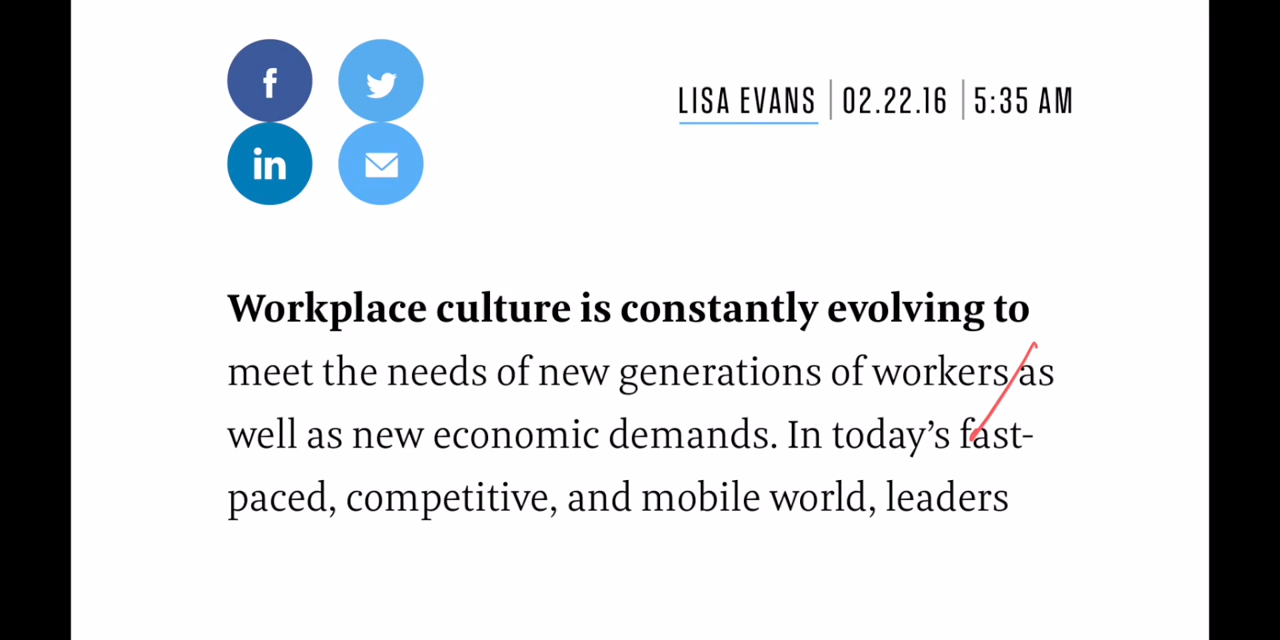 f
in
LISA EVANS | 02.22.16 | 5:35 AM
Workplace culture is constantly evolving to
meet the needs of new generations of workers as
well as new economic demands. In today’s fast-
paced, competitive, and mobile world, leaders